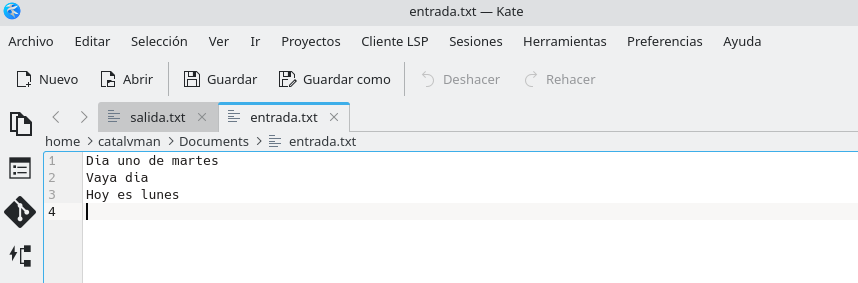 entrada.txt — Kate
Archivo Editar Selección Ver Ir Proyectos Cliente LSP Sesiones Herramientas Preferencias Ayuda
Nuevo Abrir Guardar Guardar como Deshacer Rehacer
salida.txt entrada.txt
home catalvman Documents entrada.txt
1 Dia uno de martes
2 Vaya dia
3 Hoy es lunes
4